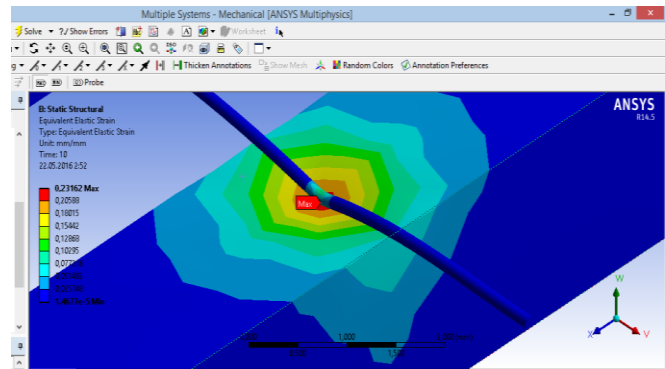 Multiple Systems - Mechanical [ANSYS Multiphysics]
Solve ?/ Show Errors Worksheet
Thicken Annotations Show Mesh Random Colors Annotation Preferences
Probe
B: Static Structural
Equivalent Elastic Strain
Type: Equivalent Elastic Strain
Unit: mm/mm
Time: 10
22.05.2016 2:52
0,23162 Max
0,20588
0,18015
0,15442
0,12868
0,10295
Max
ANSYS
R14.5
W
X
V
1,000
0,500
1,500